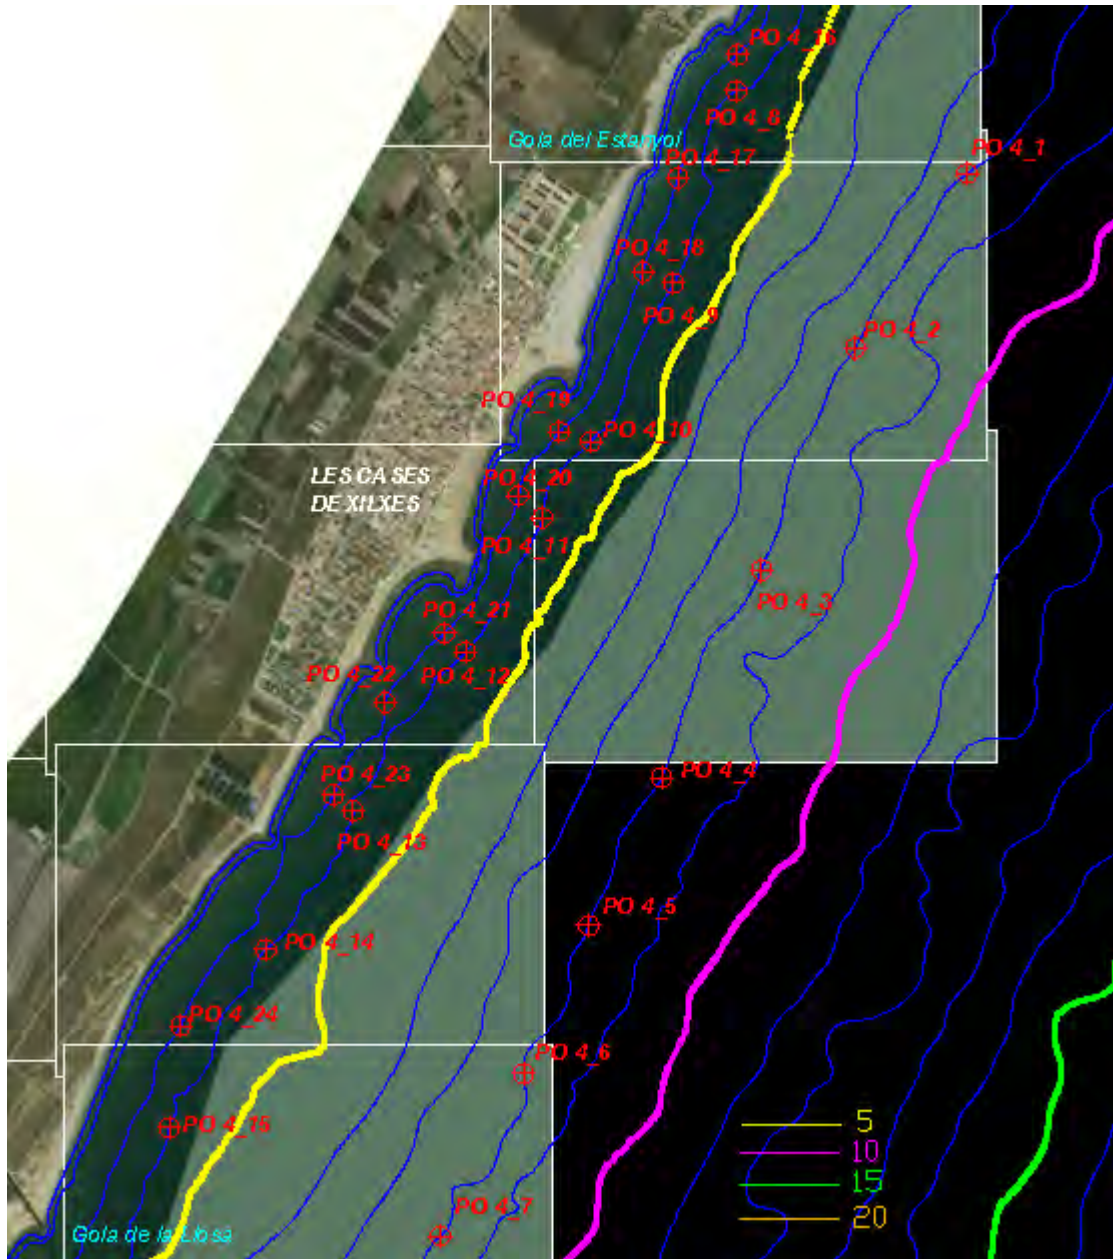 PO 4_16
PO 4_8
Gola del Estanyol
PO 4_17
PO 4_1
PO 4_18
PO 4_9
PO 4_2
PO 4_19
PO 4_10
LES CASES
DE XILXES
PO 4_20
PO 4_11
PO 4_3
PO 4_21
PO 4_12
PO 4_22
PO 4_4
PO 4_23
PO 4_13
PO 4_5
PO 4_14
PO 4_24
PO 4_6
PO 4_15
5
10
15
20
PO 4_7
Gola de la Llosa